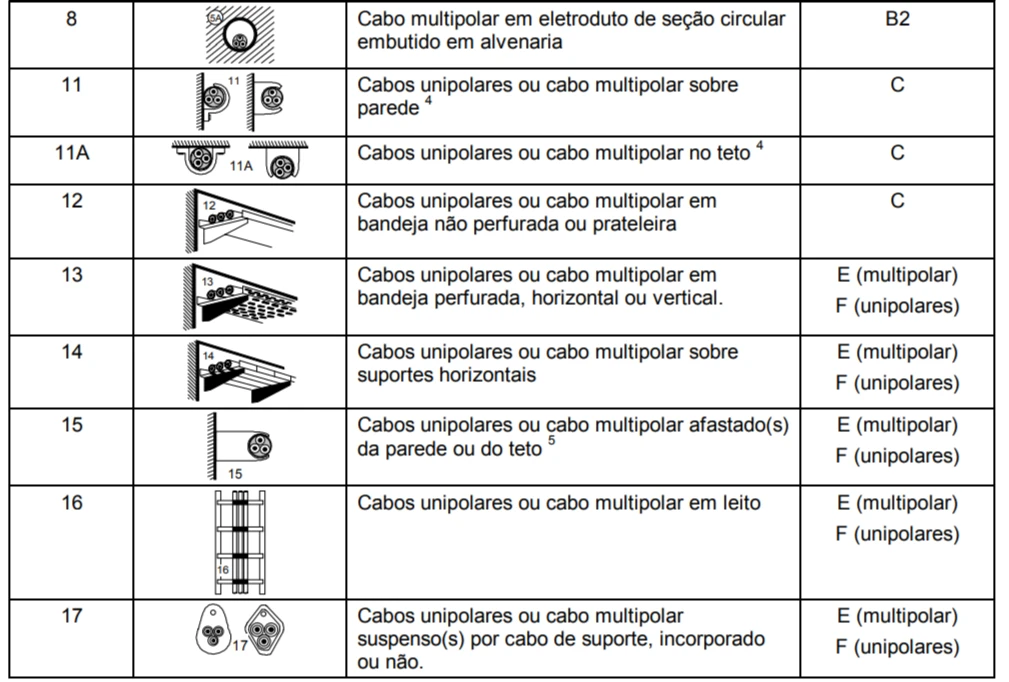 8
5A
Cabo multipolar em eletroduto de seção circular
embutido em alvenaria
B2
11
11
Cabos unipolares ou cabo multipolar sobre
parede 4
C
11A
11A
Cabos unipolares ou cabo multipolar no teto 4
C
12
12
Cabos unipolares ou cabo multipolar em
bandeja não perfurada ou prateleira
C
13
13
Cabos unipolares ou cabo multipolar em
bandeja perfurada, horizontal ou vertical.
E (multipolar)
F (unipolares)
14
14
Cabos unipolares ou cabo multipolar sobre
suportes horizontais
E (multipolar)
F (unipolares)
15
15
Cabos unipolares ou cabo multipolar afastado(s)
da parede ou do teto 5
E (multipolar)
F (unipolares)
16
16
Cabos unipolares ou cabo multipolar em leito
E (multipolar)
F (unipolares)
17
17
Cabos unipolares ou cabo multipolar
suspenso(s) por cabo de suporte, incorporado
ou não.
E (multipolar)
F (unipolares)